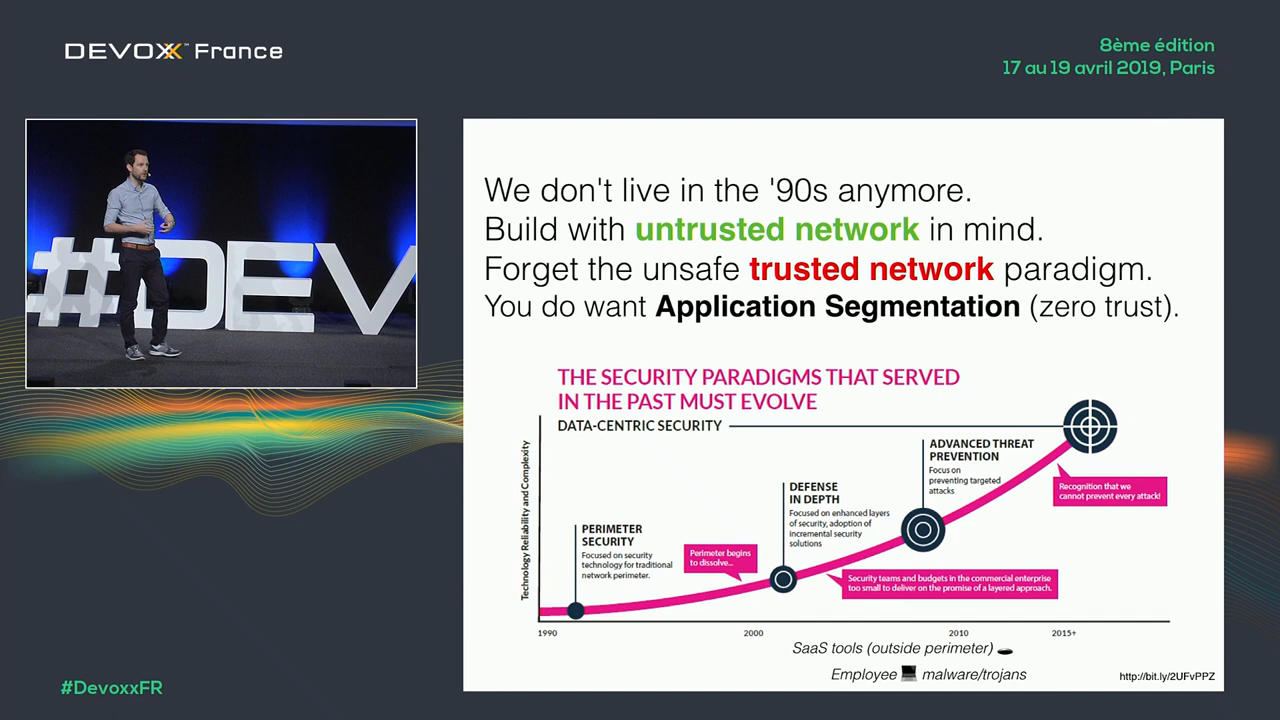 DEVOXX™ France
8ème édition
17 au 19 avril 2019, Paris
#DEV
We don't live in the '90s anymore.
Build with untrusted network in mind.
Forget the unsafe trusted network paradigm.
You do want Application Segmentation (zero trust).
THE SECURITY PARADIGMS THAT SERVED
IN THE PAST MUST EVOLVE
DATA-CENTRIC SECURITY
Technology Reliability and Complexity
PERIMETER
SECURITY
Focused on security
technology for traditional
network perimeter.
Perimeter begins
to dissolve...
DEFENSE
IN DEPTH
Focused on enhanced layers
of security, adoption of
incremental security
solutions
Security teams and budgets in the commercial enterprise
too small to deliver on the promise of a layered approach.
ADVANCED THREAT
PREVENTION
Focus on
preventing targeted
attacks
Recognition that we
cannot prevent every attack!
1990
2000
2010
2015+
SaaS tools (outside perimeter)
Employee malware/trojans
http://bit.ly/2UFvPPZ
#DevoxxFR